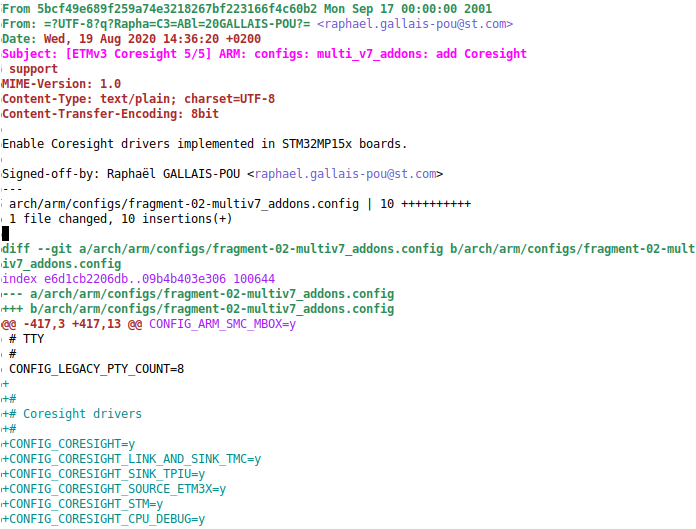 From 5bcf49e689f259a74e3218267bf223166f4c60b2 Mon Sep 17 00:00:00 2001
From: =?UTF-8?q?Rapha=C3=ABl=20GALLAIS-POU?= <raphael.gallais-pou@st.com>
Date: Wed, 19 Aug 2020 14:36:20 +0200
Subject: [ETMv3 Coresight 5/5] ARM: configs: multi_v7_addons: add Coresight
 support
MIME-Version: 1.0
Content-Type: text/plain; charset=UTF-8
Content-Transfer-Encoding: 8bit
Enable Coresight drivers implemented in STM32MP15x boards.
Signed-off-by: Raphaël GALLAIS-POU <raphael.gallais-pou@st.com>
---
 arch/arm/configs/fragment-02-multiv7_addons.config | 10 ++++++++++
 1 file changed, 10 insertions(+)
diff --git a/arch/arm/configs/fragment-02-multiv7_addons.config b/arch/arm/configs/fragment-02-mult
iv7_addons.config
index e6d1cb2206db..09b4b403e306 100644
--- a/arch/arm/configs/fragment-02-multiv7_addons.config
+++ b/arch/arm/configs/fragment-02-multiv7_addons.config
@@ -417,3 +417,13 @@ CONFIG_ARM_SMC_MBOX=y
 # TTY
 #
 CONFIG_LEGACY_PTY_COUNT=8
+
+#
+# Coresight drivers
+#
+CONFIG_CORESIGHT=y
+CONFIG_CORESIGHT_LINK_AND_SINK_TMC=y
+CONFIG_CORESIGHT_SINK_TPIU=y
+CONFIG_CORESIGHT_SOURCE_ETM3X=y
+CONFIG_CORESIGHT_STM=y
+CONFIG_CORESIGHT_CPU_DEBUG=y